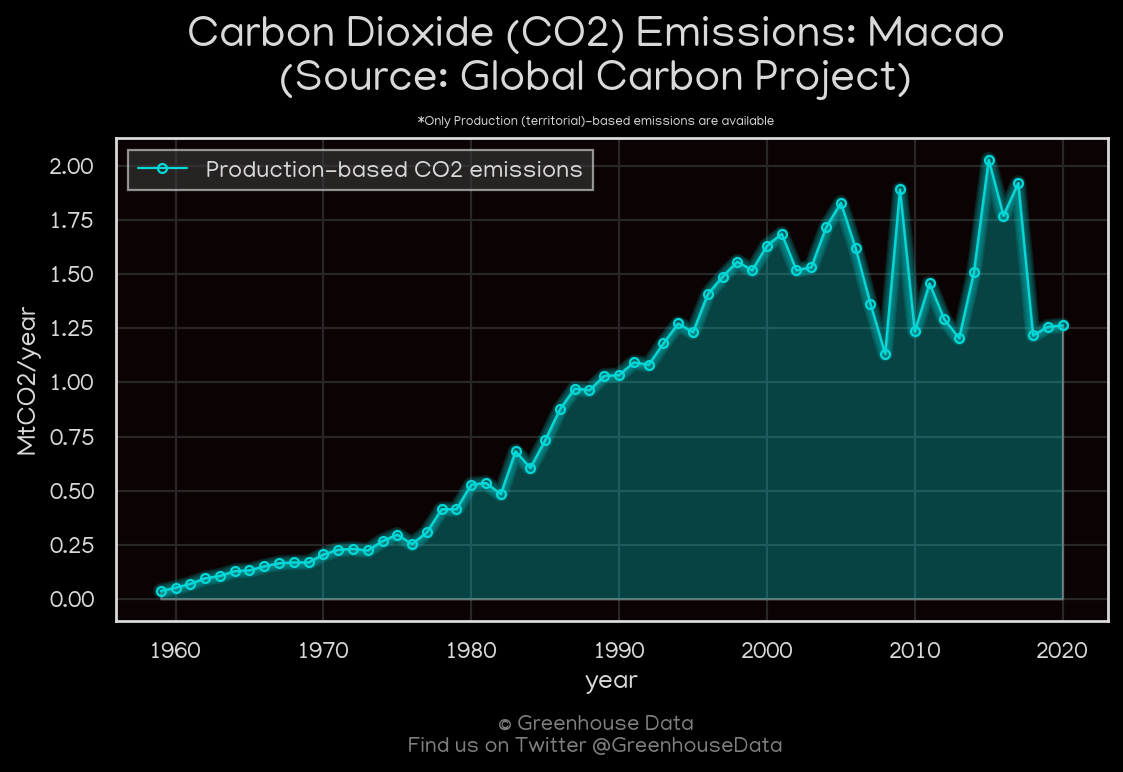 Carbon Dioxide (CO2) Emissions: Macao
(Source: Global Carbon Project)
*Only Production (territorial)-based emissions are available
Production-based CO2 emissions
MtCO2/year
2.00
1.75
1.50
1.25
1.00
0.75
0.50
0.25
0.00
1960 1970 1980 1990 2000 2010 2020
year
© Greenhouse Data
Find us on Twitter @GreenhouseData